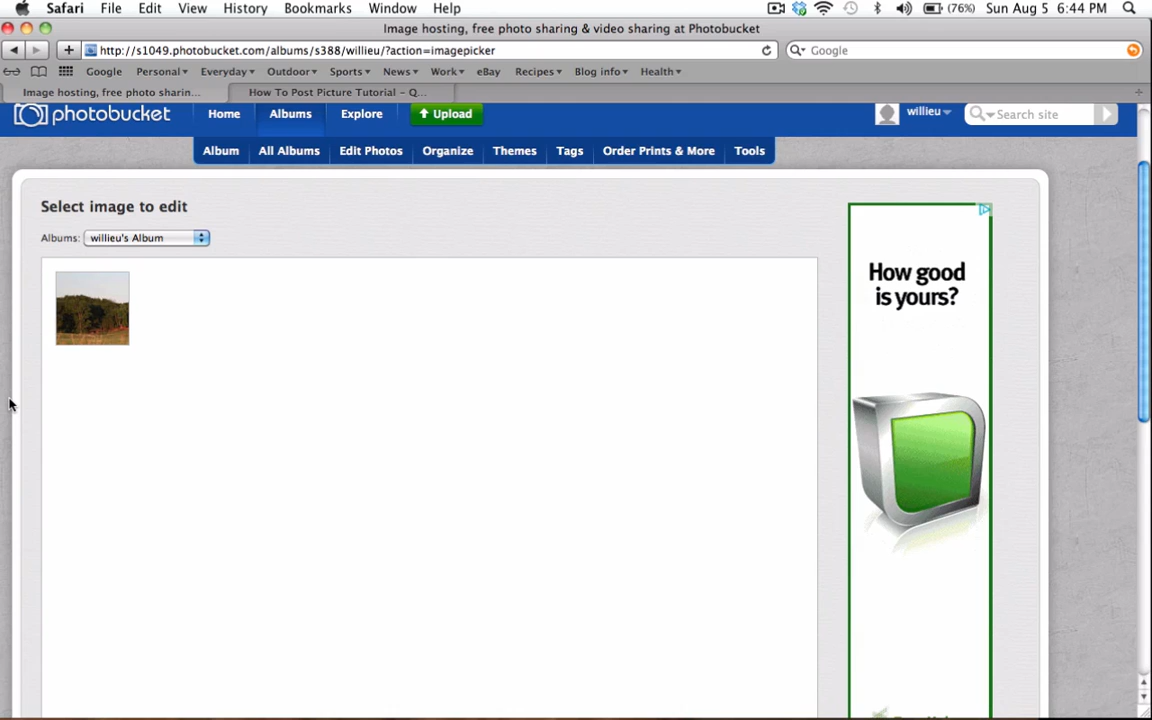 Safari File Edit View History Bookmarks Window Help (76%) Sun Aug 5 6:44 PM
Image hosting, free photo sharing & video sharing at Photobucket
http://s1049.photobucket.com/albums/s388/willieu/?action=imagepicker Google
Google Personal Everyday Outdoor Sports News Work eBay Recipes Blog info Health
Image hosting, free photo sharin... How To Post Picture Tutorial – Q...
photobucket Home Albums Explore Upload willieu Search site
Album All Albums Edit Photos Organize Themes Tags Order Prints & More Tools
Select image to edit
Albums: willieu's Album
How good
is yours?